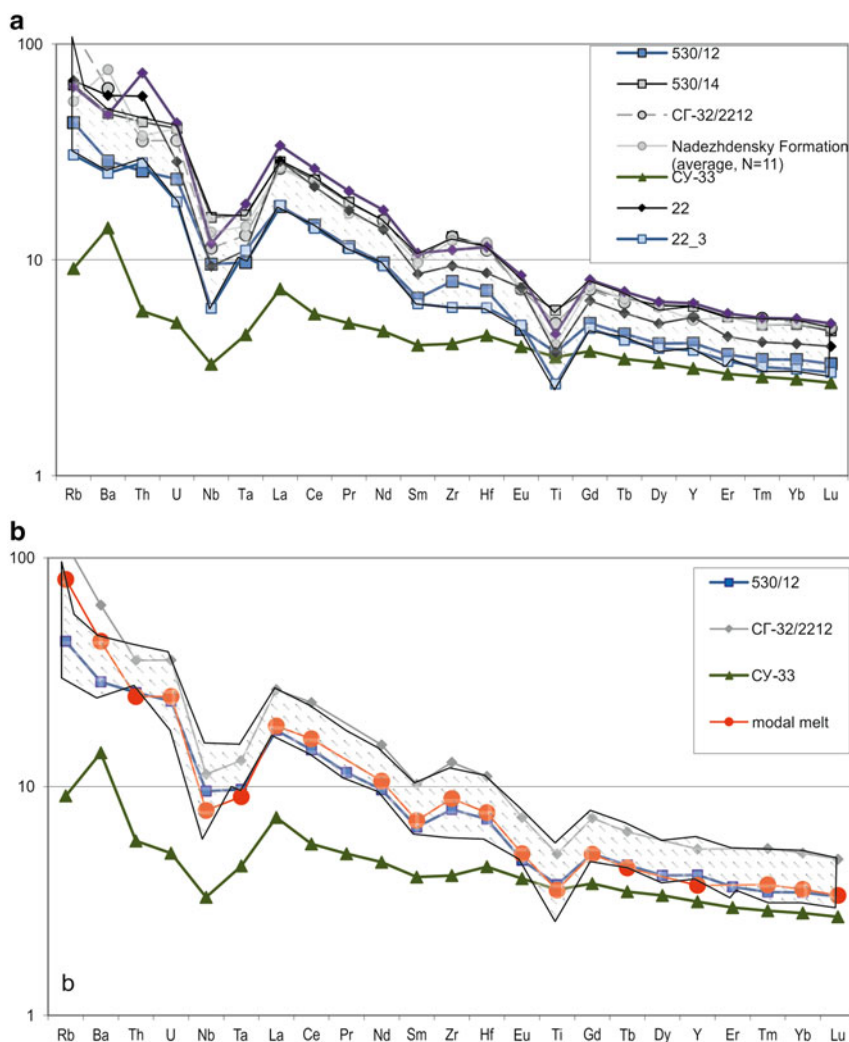 a
100
10
1
530/12
530/14
СГ-32/2212
Nadezhdensky Formation
(average, N=11)
СУ-33
22
22_3
Rb Ba Th U Nb Ta La Ce Pr Nd Sm Zr Hf Eu Ti Gd Tb Dy Y Er Tm Yb Lu
b
100
10
1
530/12
СГ-32/2212
СУ-33
modal melt
b
Rb Ba Th U Nb Ta La Ce Pr Nd Sm Zr Hf Eu Ti Gd Tb Dy Y Er Tm Yb Lu